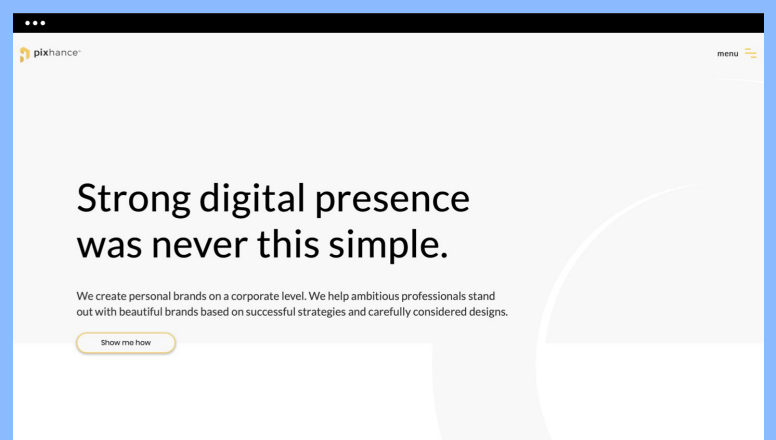 pixhance™
menu
Strong digital presence
was never this simple.
We create personal brands on a corporate level. We help ambitious professionals stand
out with beautiful brands based on successful strategies and carefully considered designs.
Show me how